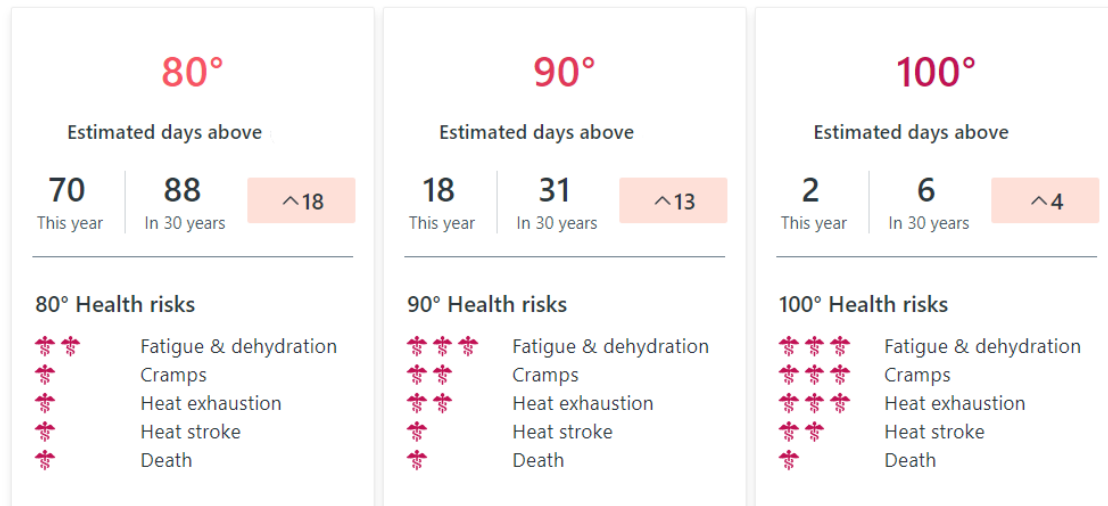 80°
Estimated days above
70
This year
88
In 30 years
^18
80° Health risks
Fatigue & dehydration
Cramps
Heat exhaustion
Heat stroke
Death
90°
Estimated days above
18
This year
31
In 30 years
^13
90° Health risks
Fatigue & dehydration
Cramps
Heat exhaustion
Heat stroke
Death
100°
Estimated days above
2
This year
6
In 30 years
^4
100° Health risks
Fatigue & dehydration
Cramps
Heat exhaustion
Heat stroke
Death